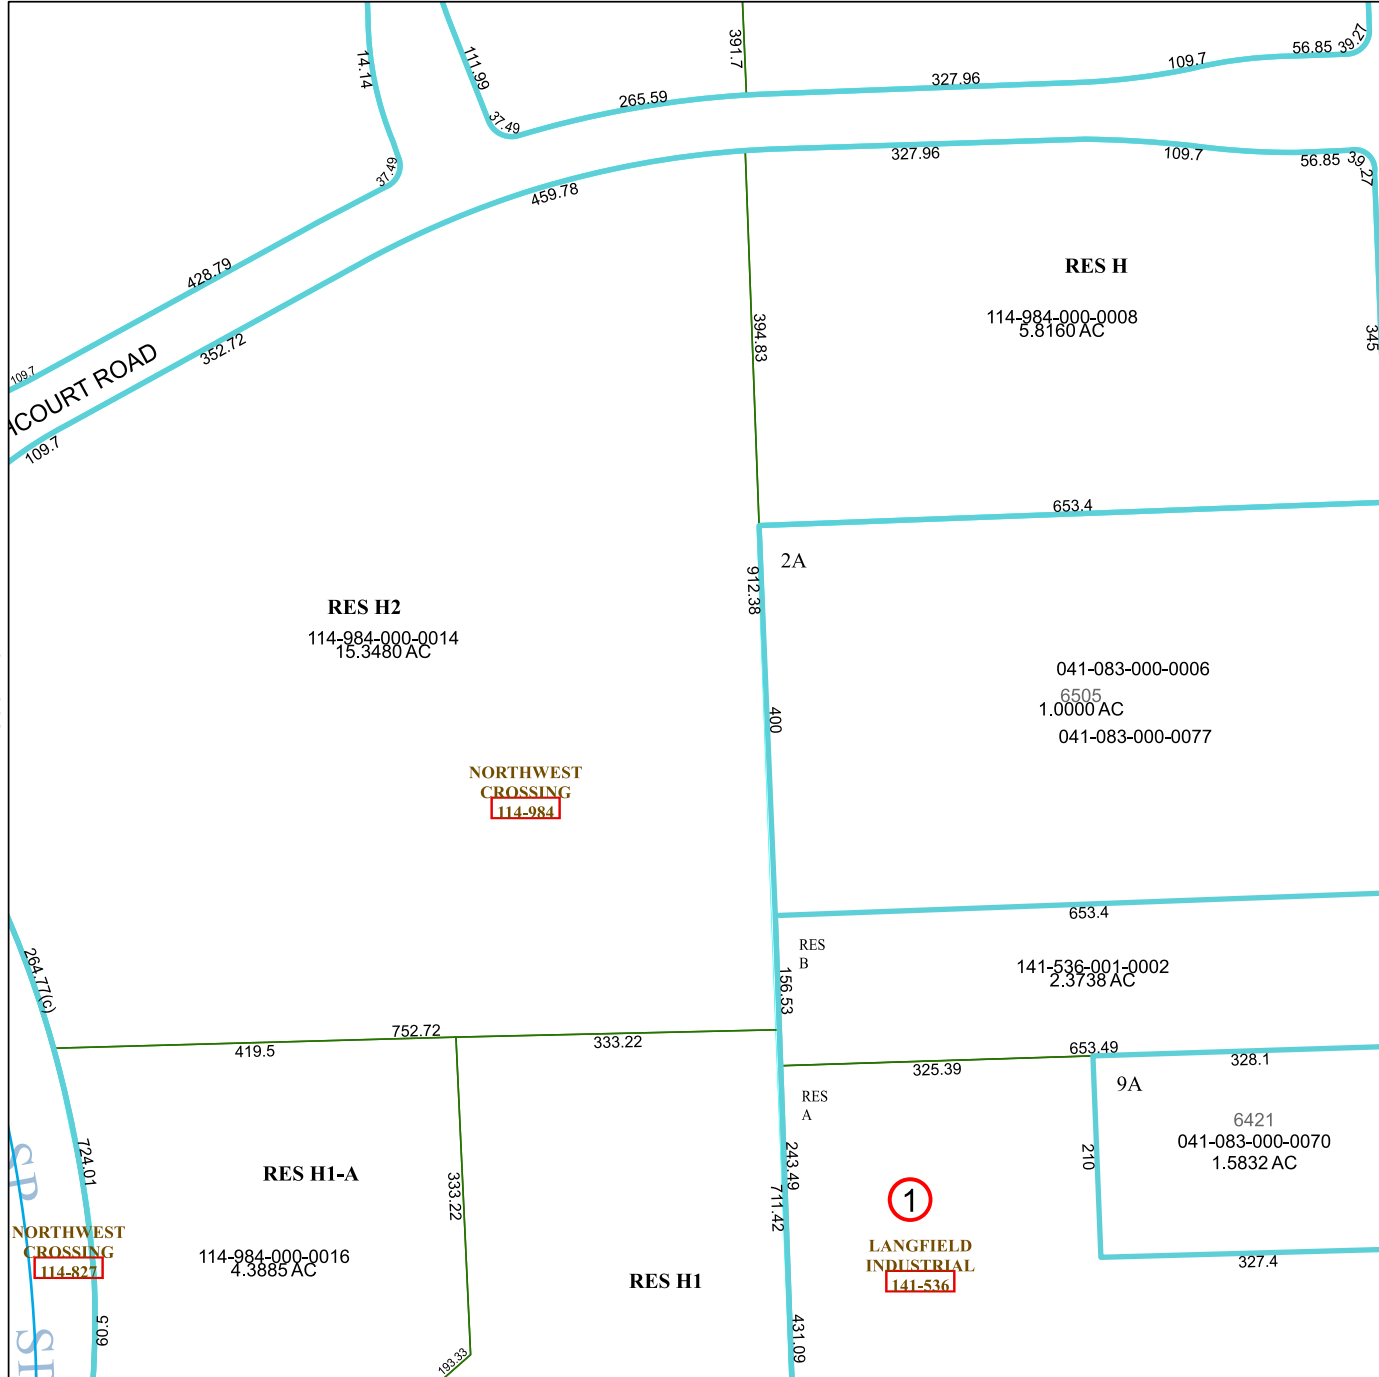 391.7
14.14
111.99
37.49
265.59
327.96
109.7
56.85
39.27
37.49
459.78
327.96
109.7
56.85
39.27
428.79
352.72
109.7
HCOURT ROAD
109.7
RES H
114-984-000-0008
5.8160 AC
394.83
345
653.4
2A
912.38
RES H2
114-984-000-0014
15.3480 AC
041-083-000-0006
6505
1.0000 AC
041-083-000-0077
400
NORTHWEST
CROSSING
114-984
653.4
RES
B
156.53
141-536-001-0002
2.3738 AC
264.77(c)
752.72
419.5
333.22
653.49
325.39
328.1
9A
RES
A
6421
041-083-000-0070
1.5832 AC
210
724.01
RES H1-A
333.22
243.49
711.42
1
SP
NORTHWEST
CROSSING
114-827
114-984-000-0016
4.3885 AC
RES H1
LANGFIELD
INDUSTRIAL
141-536
327.4
60.5
431.09
193.33